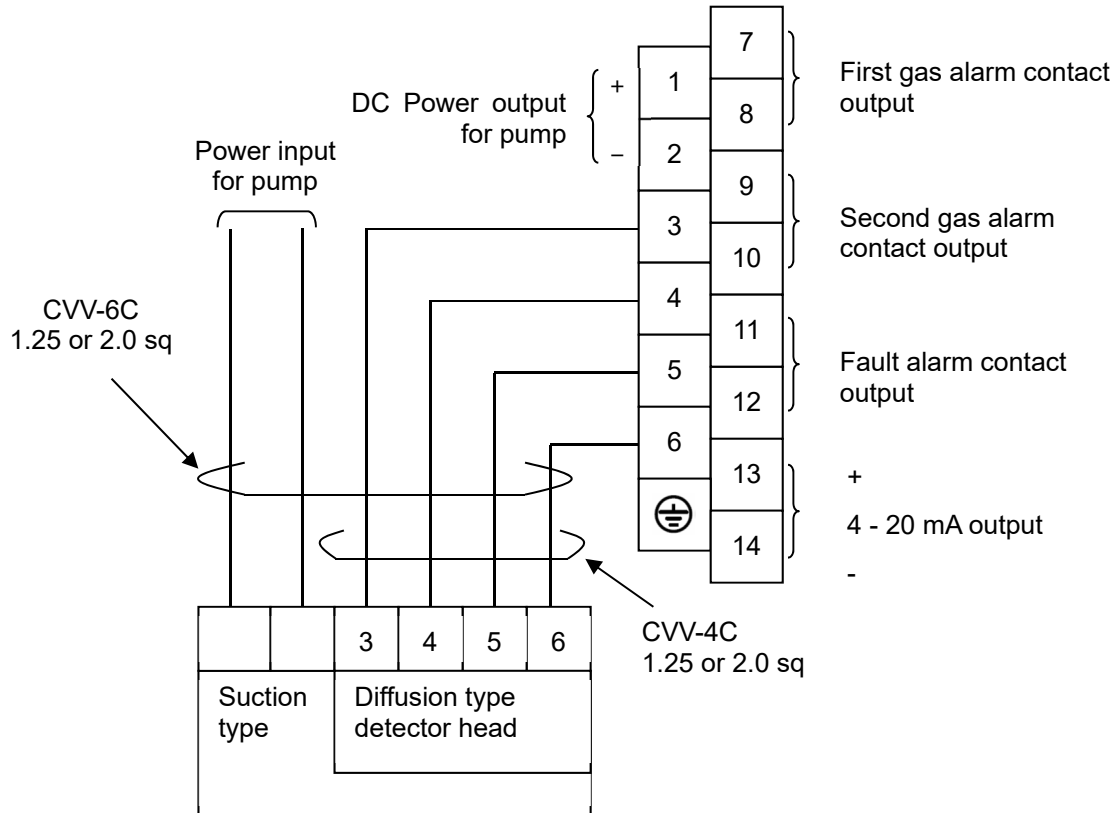 7
8
9
10
11
12
13
14
1
2
3
4
5
6
DC Power output
for pump
+
−
First gas alarm contact
output
Second gas alarm
contact output
Fault alarm contact
output
+
4 - 20 mA output
-
Power input
for pump
CVV-6C
1.25 or 2.0 sq
CVV-4C
1.25 or 2.0 sq
3
4
5
6
Suction
type
Diffusion type
detector head